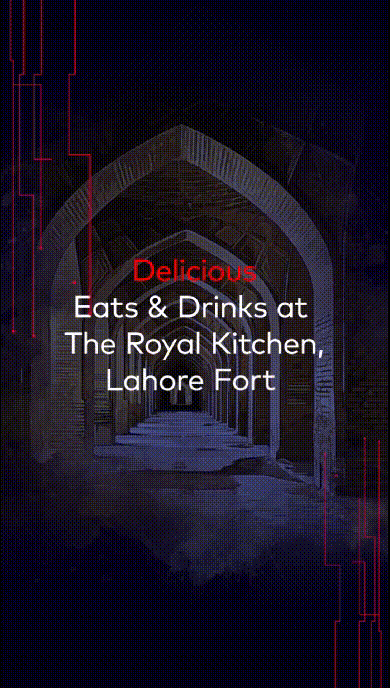 Delicious
Eats & Drinks at
The Royal Kitchen,
Lahore Fort